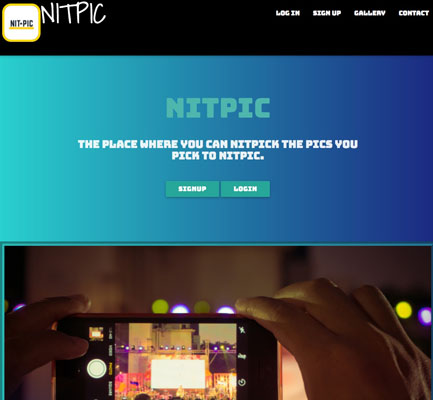 NIT-PIC
NITPIC
LOG IN SIGN UP GALLERY CONTACT
NITPIC
THE PLACE WHERE YOU CAN NITPICK THE PICS YOU
PICK TO NITPIC.
SIGNUP LOGIN